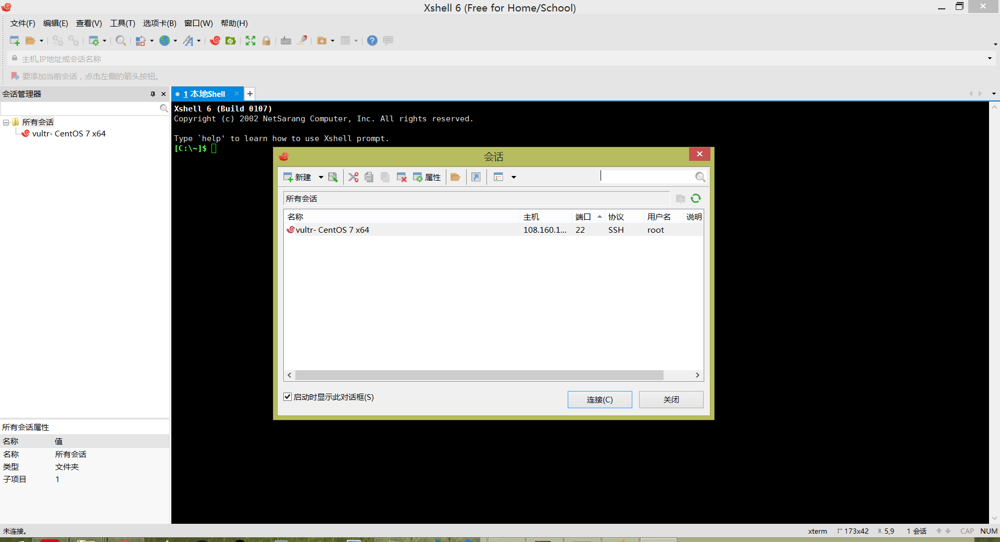 Xshell 6 (Free for Home/School)
文件(F) 编辑(E) 查看(V) 工具(T) 选项卡(B) 窗口(W) 帮助(H)
主机,IP地址或会话名称
要添加当前会话，点击左侧的箭头按钮。
会话管理器
1 本地Shell
所有会话
vultr- CentOS 7 x64
Xshell 6 (Build 0107)
Copyright (c) 2002 NetSarang Computer, Inc. All rights reserved.
Type `help' to learn how to use Xshell prompt.
[C:\~]$
会话
新建 属性
所有会话
名称 主机 端口 协议 用户名 说明
vultr- CentOS 7 x64 108.160.1... 22 SSH root
启动时显示此对话框(S)
连接(C) 关闭
所有会话属性
名称 值
名称 所有会话
类型 文件夹
子项目 1
未连接。 xterm 173x42 5,9 1 会话 CAP NUM